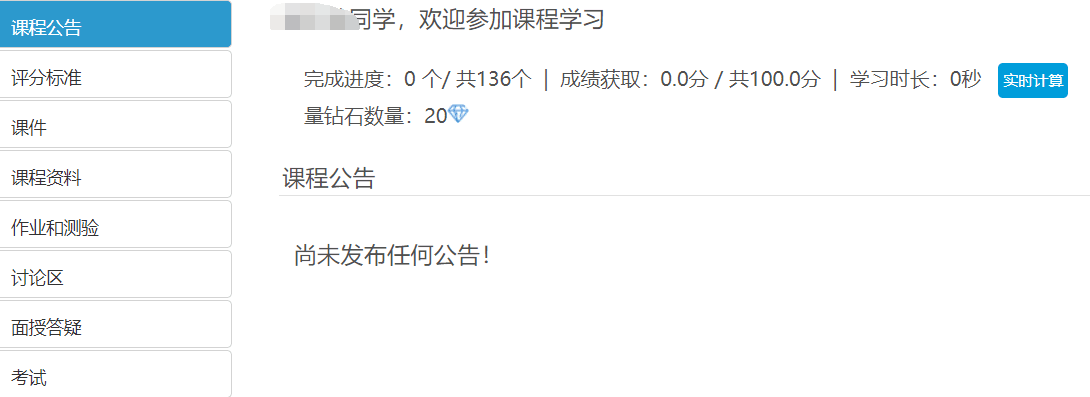 课程公告
评分标准
课件
课程资料
作业和测验
讨论区
面授答疑
考试
同学，欢迎参加课程学习
完成进度：0 个/ 共136个 | 成绩获取：0.0分 / 共100.0分 | 学习时长：0秒 实时计算
量钻石数量：20
课程公告
尚未发布任何公告！